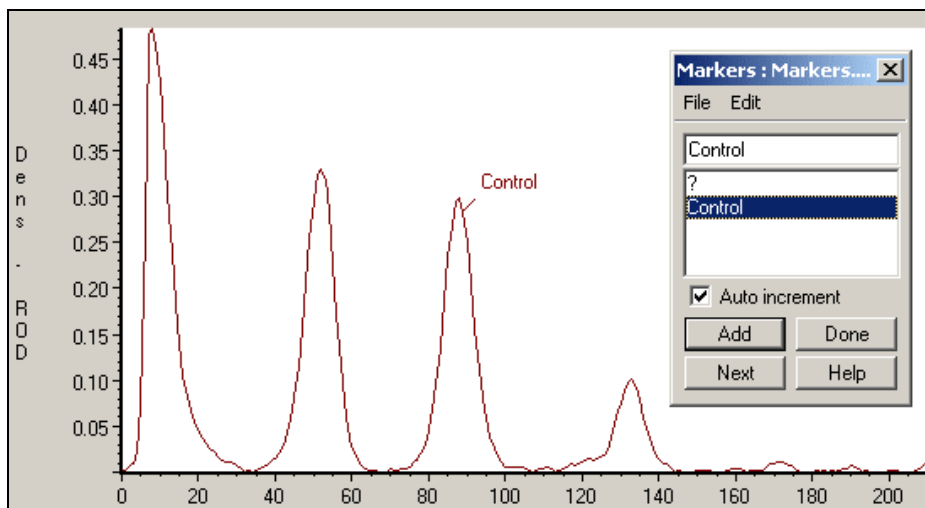 Dens - ROD
0.45
0.40
0.35
0.30
0.25
0.20
0.15
0.10
0.05
Control
0
20
40
60
80
100
120
140
160
180
200
Markers : Markers....
File Edit
Control
?
Control
Auto increment
Add Done
Next Help